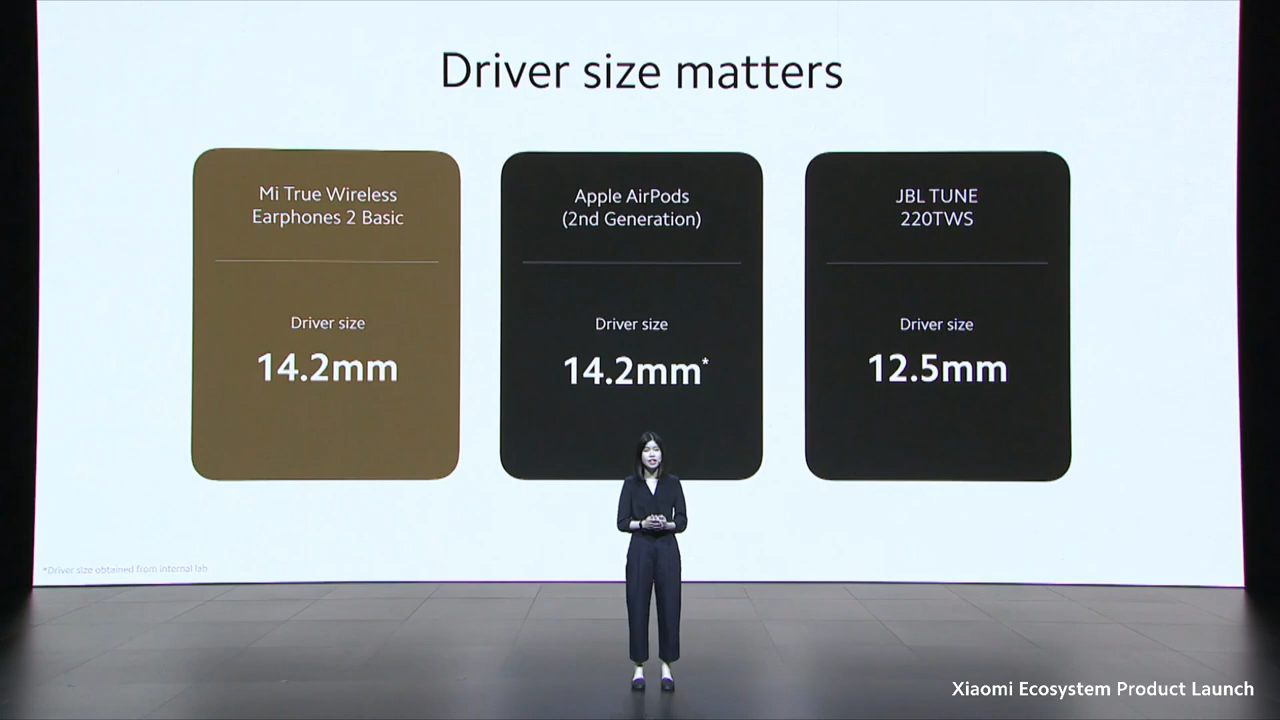 Driver size matters
Mi True Wireless
Earphones 2 Basic
Driver size
14.2mm
Apple AirPods
(2nd Generation)
Driver size
14.2mm*
JBL TUNE
220TWS
Driver size
12.5mm
*Driver size obtained from internal lab
Xiaomi Ecosystem Product Launch